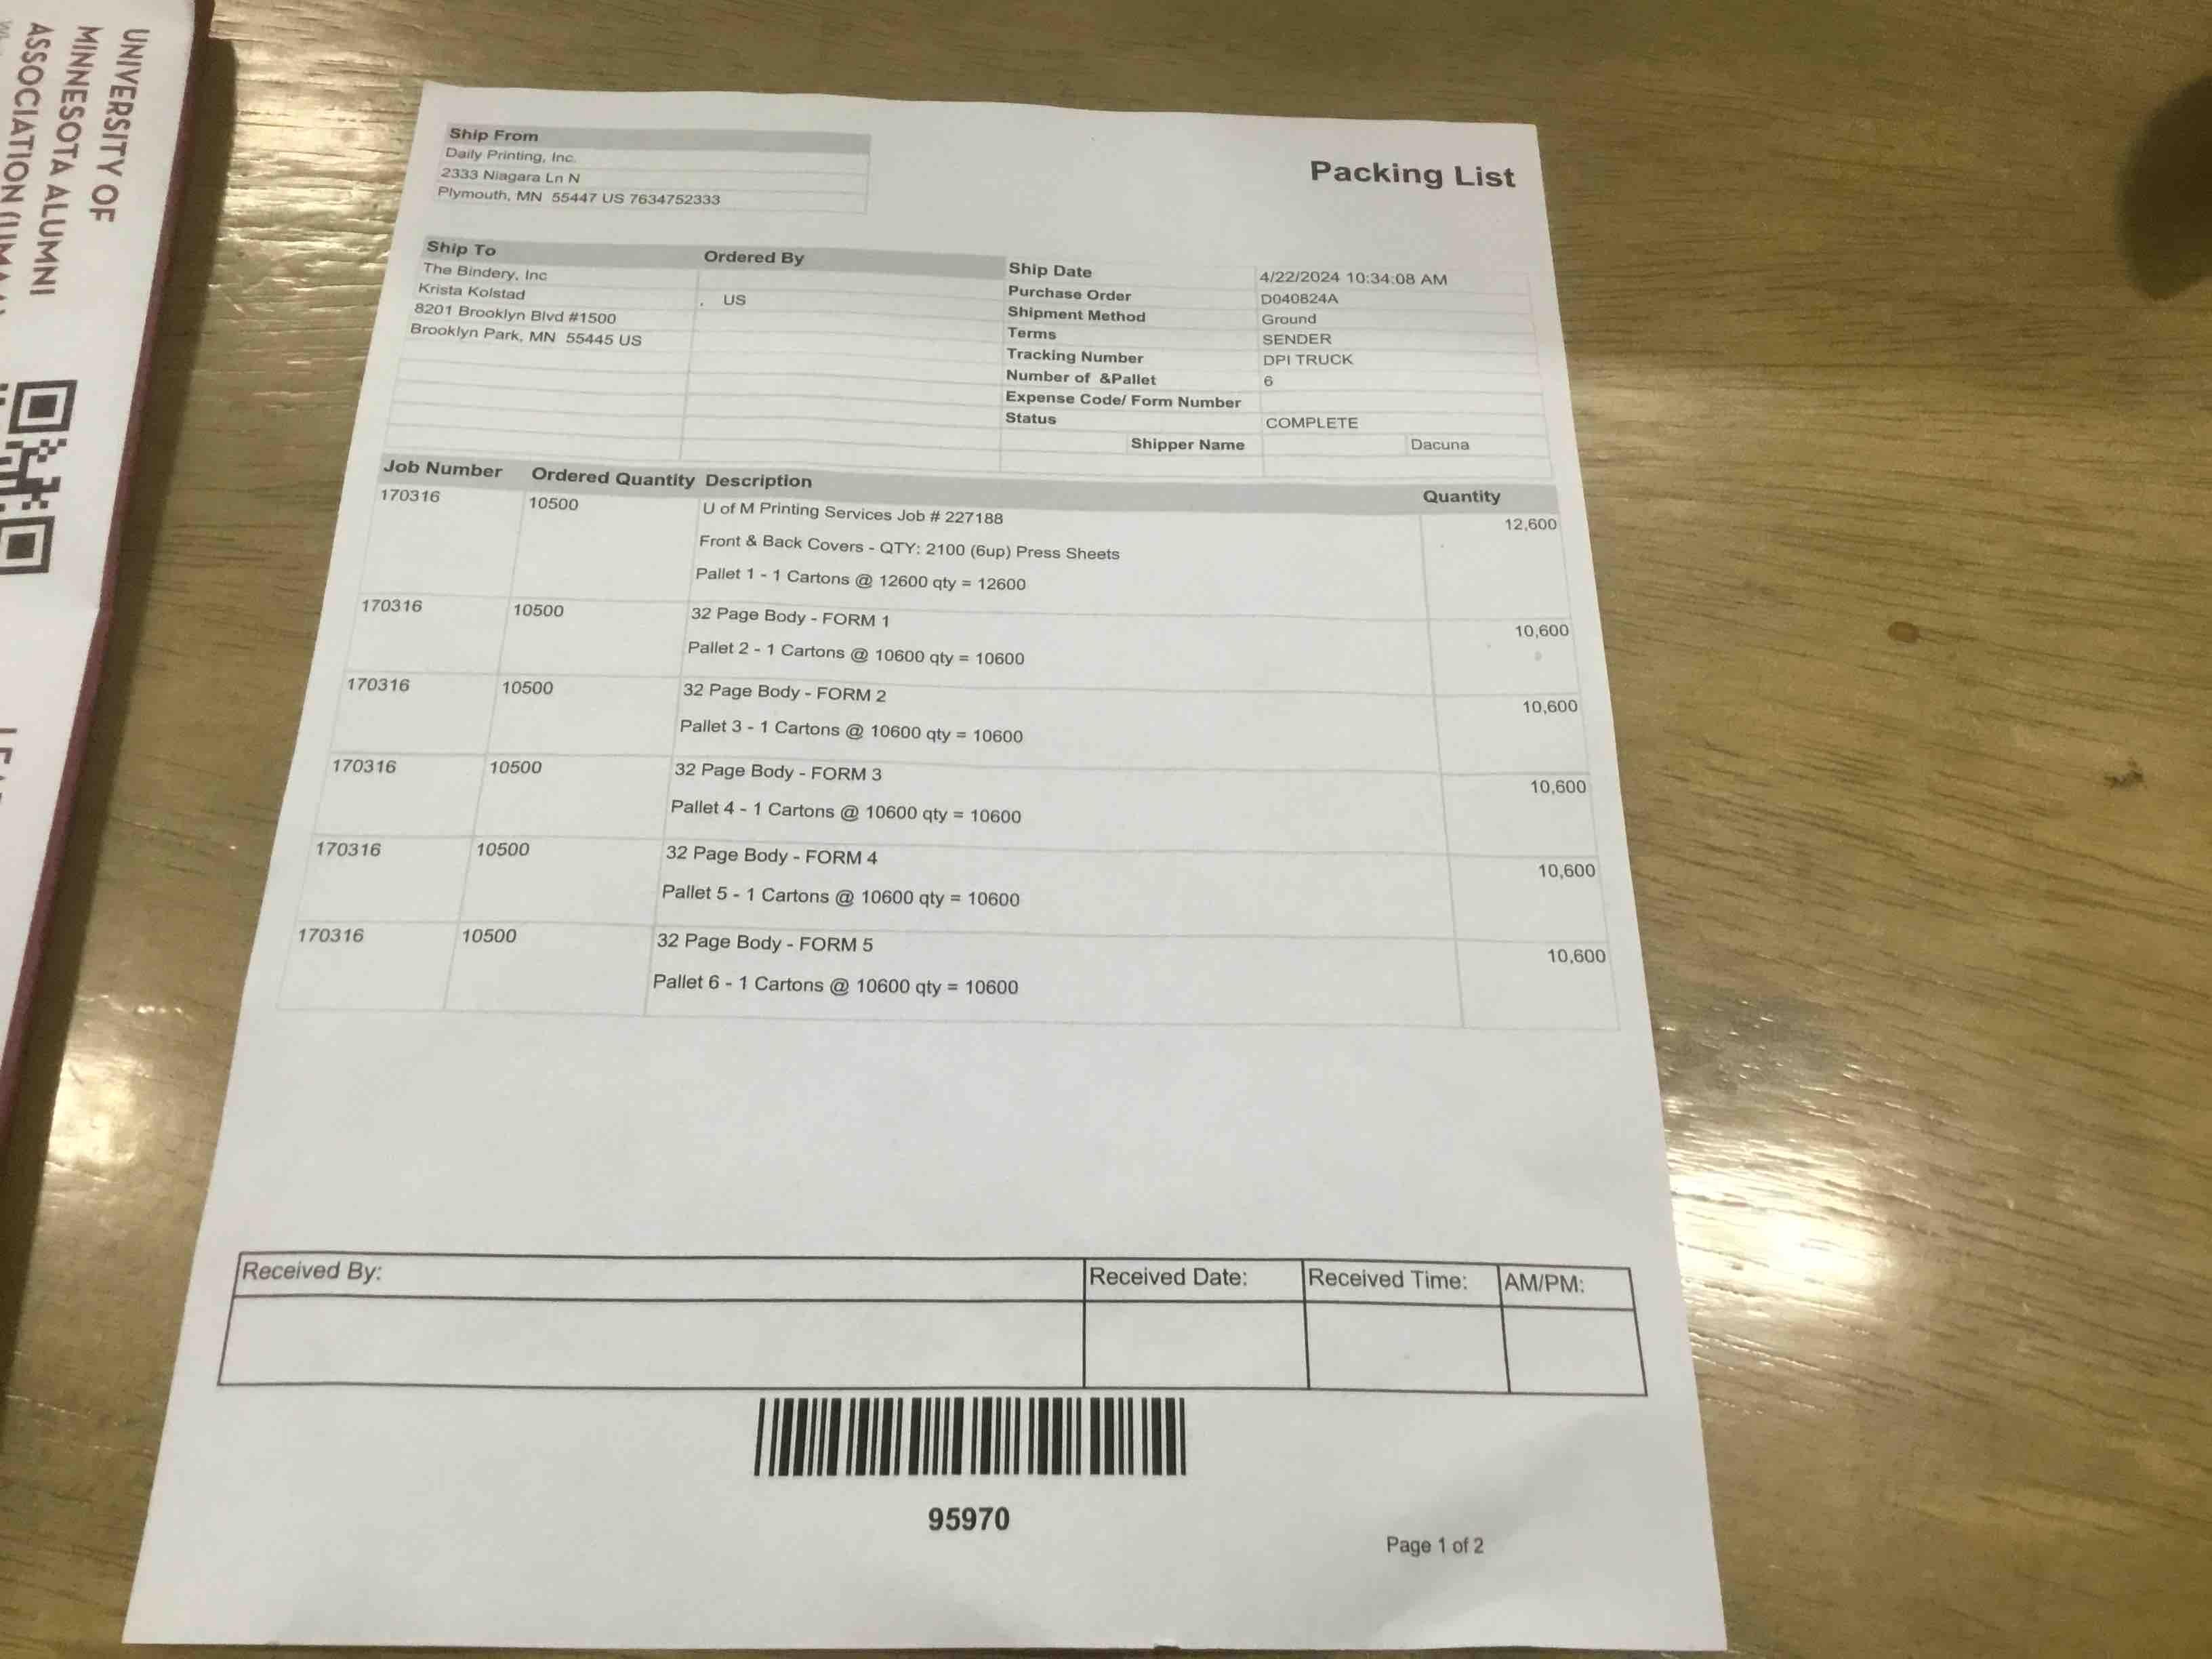 UNIVERSITY OF
MINNESOTA ALUMNI
ASSOCIATION
Packing List
Ship From
Daily Printing, Inc.
2333 Niagara Ln N
Plymouth, MN 55447 US 7634752333
Ship To
The Bindery, Inc
Krista Kolstad
8201 Brooklyn Blvd #1500
Brooklyn Park, MN 55445 US
Ordered By
, US
Ship Date 4/22/2024 10:34:08 AM
Purchase Order D040824A
Shipment Method Ground
Terms SENDER
Tracking Number DPI TRUCK
Number of &Pallet 6
Expense Code/ Form Number
Status COMPLETE
Shipper Name Dacuna
Job Number Ordered Quantity Description Quantity
170316 10500 U of M Printing Services Job # 227188 12,600
Front & Back Covers - QTY: 2100 (6up) Press Sheets
Pallet 1 - 1 Cartons @ 12600 qty = 12600
170316 10500 32 Page Body - FORM 1 10,600
Pallet 2 - 1 Cartons @ 10600 qty = 10600
170316 10500 32 Page Body - FORM 2 10,600
Pallet 3 - 1 Cartons @ 10600 qty = 10600
170316 10500 32 Page Body - FORM 3 10,600
Pallet 4 - 1 Cartons @ 10600 qty = 10600
170316 10500 32 Page Body - FORM 4 10,600
Pallet 5 - 1 Cartons @ 10600 qty = 10600
170316 10500 32 Page Body - FORM 5 10,600
Pallet 6 - 1 Cartons @ 10600 qty = 10600
Received By: Received Date: Received Time: AM/PM:
95970
Page 1 of 2